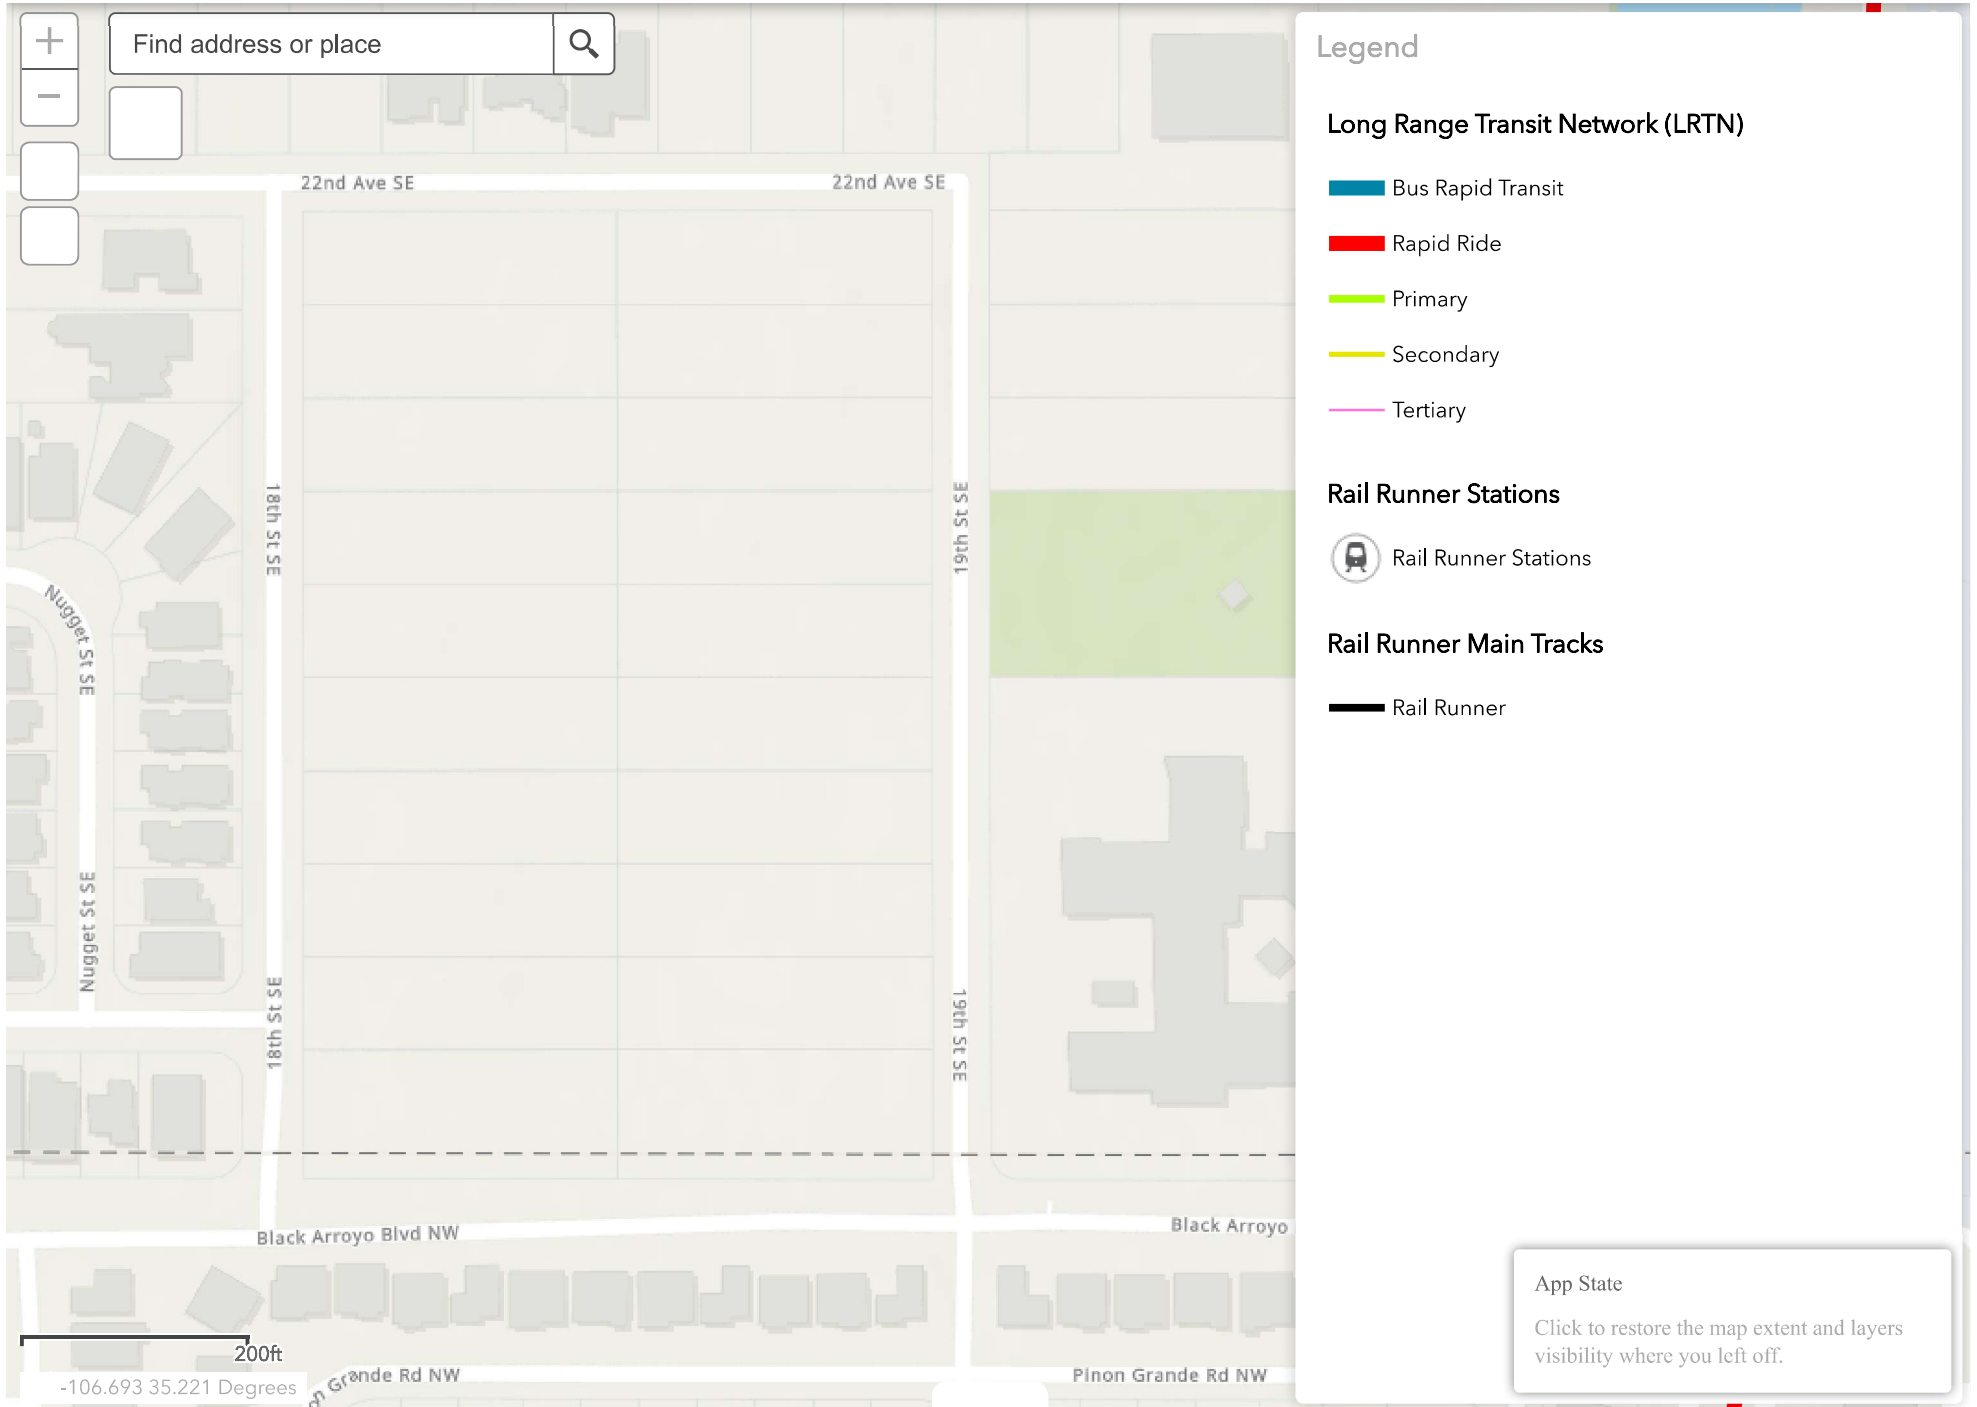 +
Find address or place
−
Legend
Long Range Transit Network (LRTN)
Bus Rapid Transit
Rapid Ride
Primary
Secondary
Tertiary
Rail Runner Stations
Rail Runner Stations
Rail Runner Main Tracks
Rail Runner
22nd Ave SE
22nd Ave SE
18th St SE
19th St SE
Nugget St SE
Nugget St SE
18th St SE
19th St SE
Black Arroyo Blvd NW
Black Arroyo
on Grande Rd NW
Pinon Grande Rd NW
200ft
-106.693 35.221 Degrees
App State
Click to restore the map extent and layers
visibility where you left off.